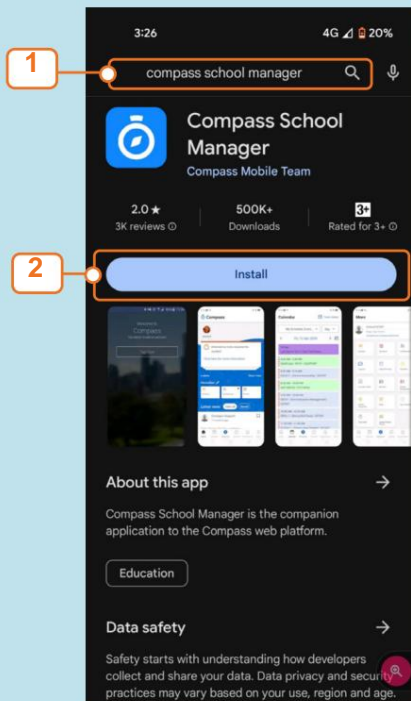 3:26
4G 20%
1
compass school manager
Compass School
Manager
Compass Mobile Team
2.0 ★
500K+
3+
3K reviews
Downloads
Rated for 3+
2
Install
Compass
About this app
Compass School Manager is the companion
application to the Compass web platform.
Education
Data safety
Safety starts with understanding how developers
collect and share your data. Data privacy and security
practices may vary based on your use, region and age.